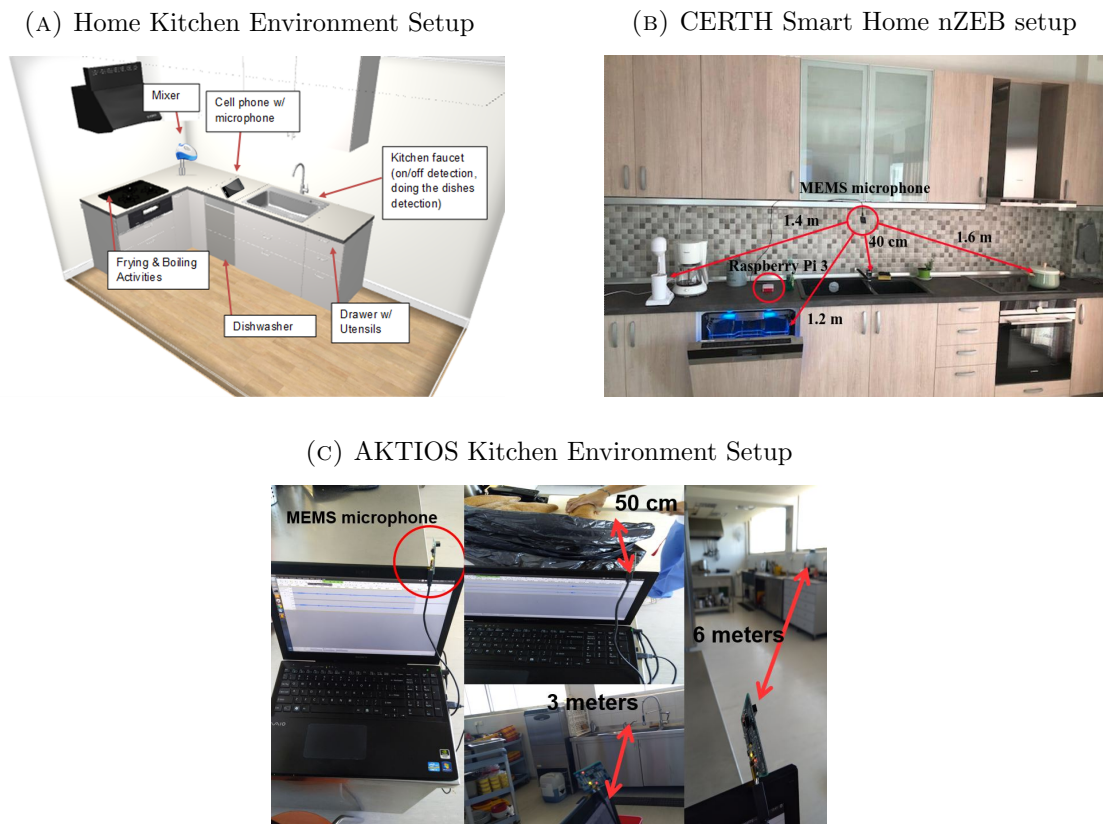 (A) Home Kitchen Environment Setup
(B) CERTH Smart Home nZEB setup
Mixer
Cell phone w/
microphone
Kitchen faucet
(on/off detection,
doing the dishes
detection)
Frying & Boiling
Activities
Dishwasher
Drawer w/
Utensils
MEMS microphone
1.4 m
40 cm
1.6 m
Raspberry Pi 3
1.2 m
(C) AKTIOS Kitchen Environment Setup
MEMS microphone
50 cm
3 meters
6 meters